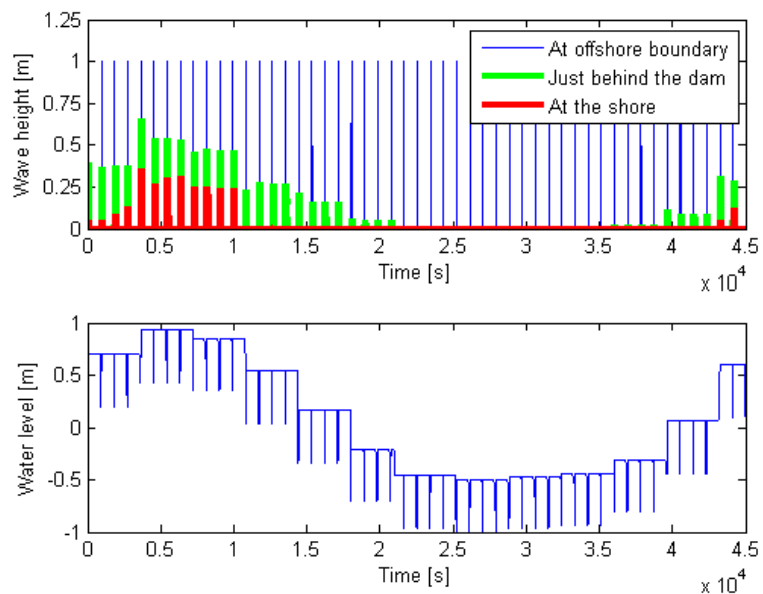 1.25
1
0.75
0.5
0.25
0
Wave height [m]
At offshore boundary
Just behind the dam
At the shore
0 0.5 1 1.5 2 2.5 3 3.5 4 4.5
Time [s]
x 10^4
1
0.5
0
-0.5
-1
Water level [m]
0 0.5 1 1.5 2 2.5 3 3.5 4 4.5
Time [s]
x 10^4